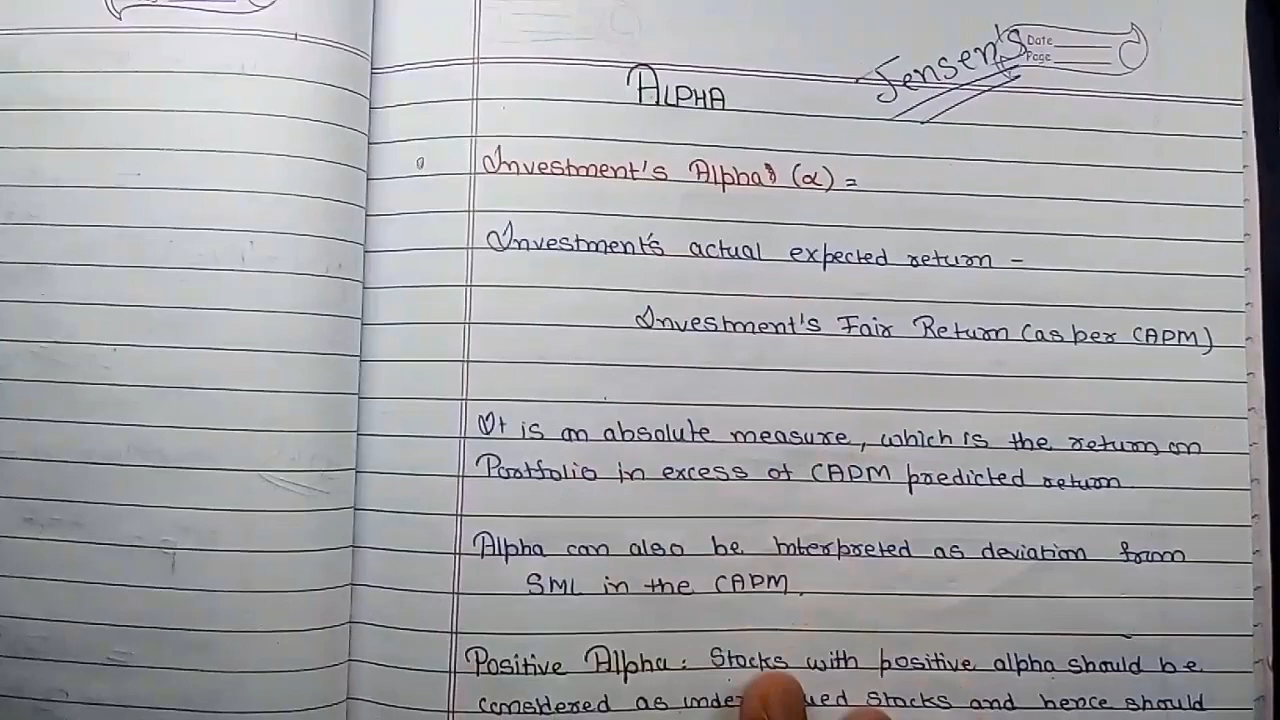 Jensen's
Date
Page
ALPHA
Investment's Alpha's (α) =
Investment's actual expected return -
Investment's Fair Return (as per CAPM)
It is an absolute measure, which is the return on
Portfolio in excess of CAPM predicted return
Alpha can also be interpreted as deviation from
SML in the CAPM.
Positive Alpha: Stocks with positive alpha should be
considered as stocks and hence should